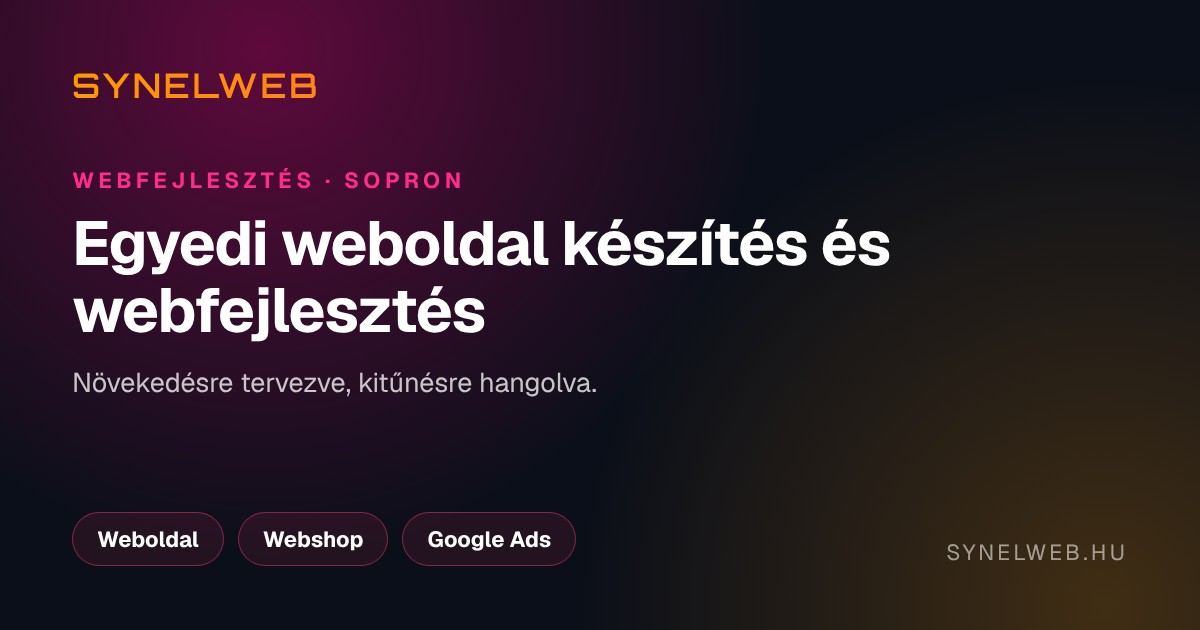 SYNELWEB
WEBFEJLESZTÉS · SOPRON
Egyedi weboldal készítés és
webfejlesztés
Növekedésre tervezve, kitűnésre hangolva.
Weboldal
Webshop
Google Ads
SYNELWEB.HU